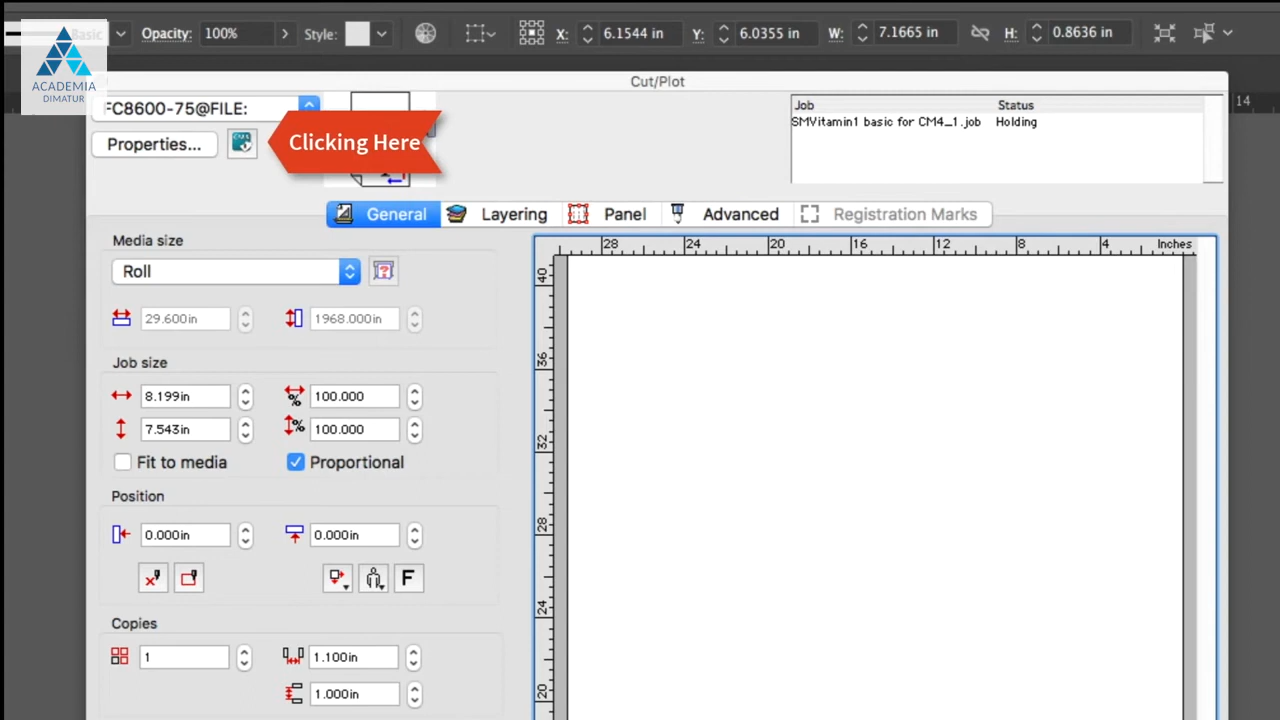 Basic
Opacity: 100% Style: X: 6.1544 in Y: 6.0355 in W: 7.1665 in H: 0.8636 in
ACADEMIA
DIMATUR
Cut/Plot
14
FC8600-75@FILE:
Properties...
Clicking Here
Job Status
SMVitamin1 basic for CM4_1.job Holding
General Layering Panel Advanced Registration Marks
Media size
Roll
29.600in 1968.000in
Job size
8.199in 100.000
7.543in 100.000
Fit to media Proportional
Position
0.000in 0.000in
F
Copies
1 1.100in
1.000in
28 24 20 16 12 8 4 Inches
40
36
32
28
24
20